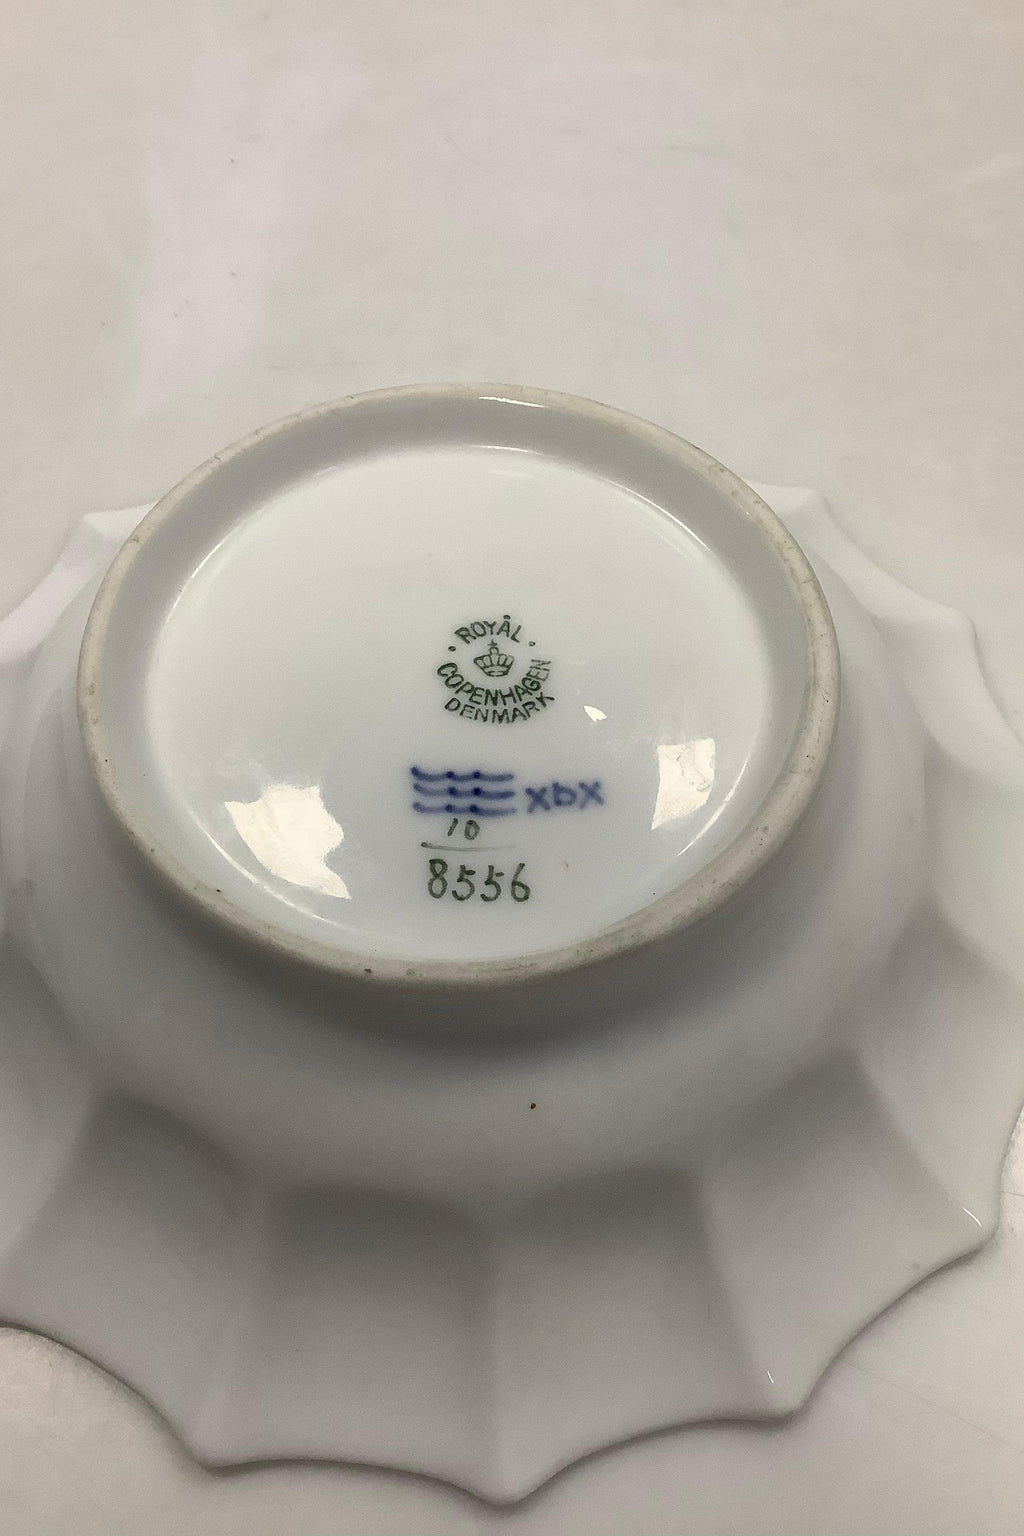 ROYAL
COPENHAGEN
DENMARK
xbx
10
8556